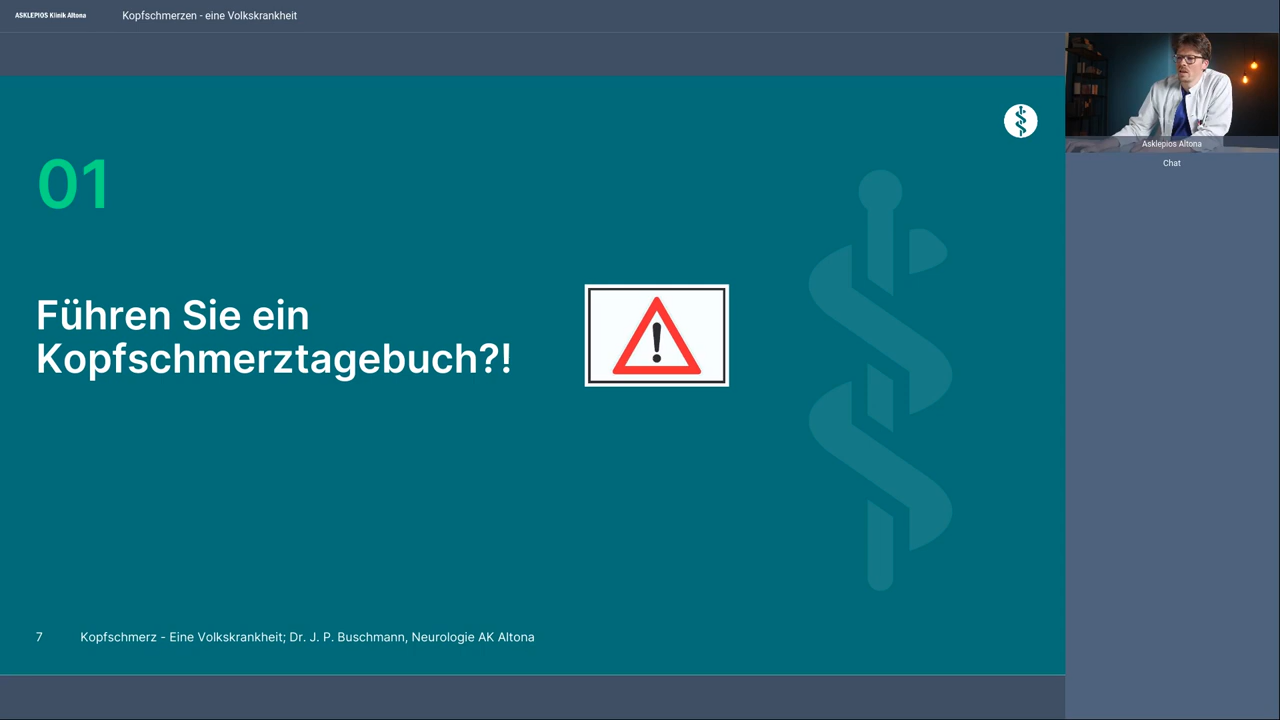 ASKLEPIOS Klinik Altona
Kopfschmerzen - eine Volkskrankheit
01
Führen Sie ein
Kopfschmerztagebuch?!
7
Kopfschmerz - Eine Volkskrankheit; Dr. J. P. Buschmann, Neurologie AK Altona
Asklepios Altona
Chat